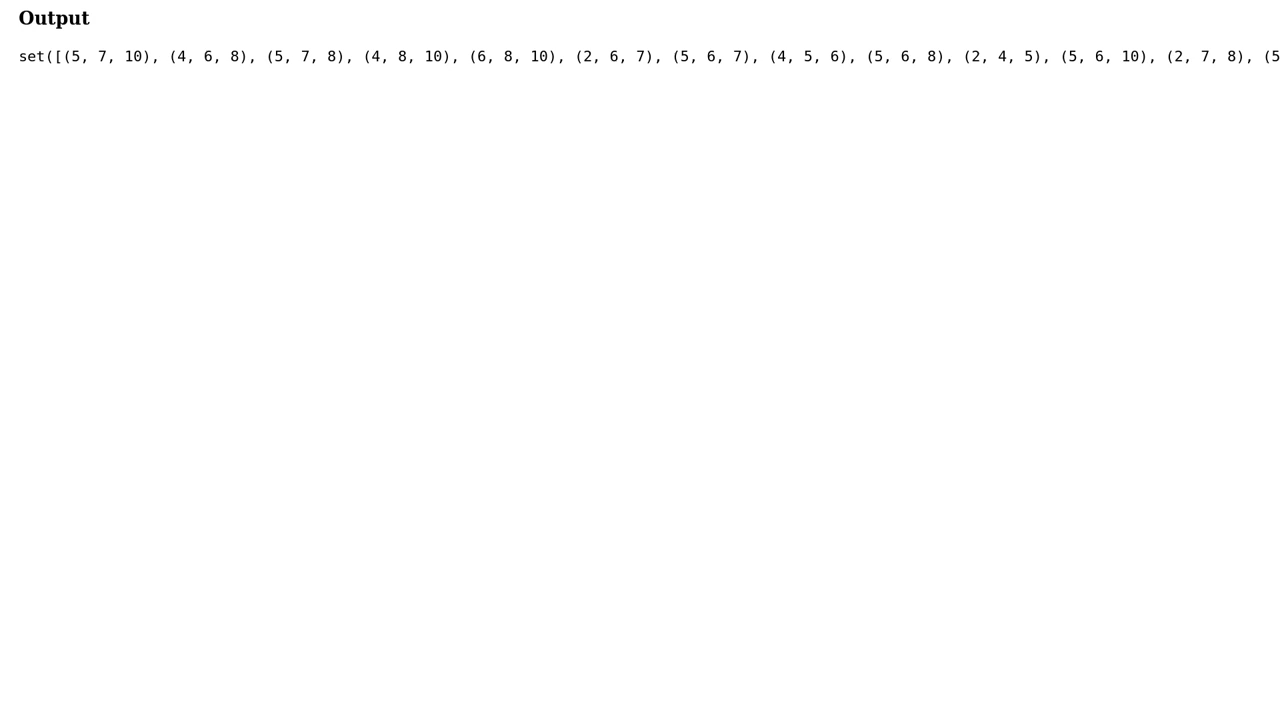 Output
set([(5, 7, 10), (4, 6, 8), (5, 7, 8), (4, 8, 10), (6, 8, 10), (2, 6, 7), (5, 6, 7), (4, 5, 6), (5, 6, 8), (2, 4, 5), (5, 6, 10), (2, 7, 8), (5